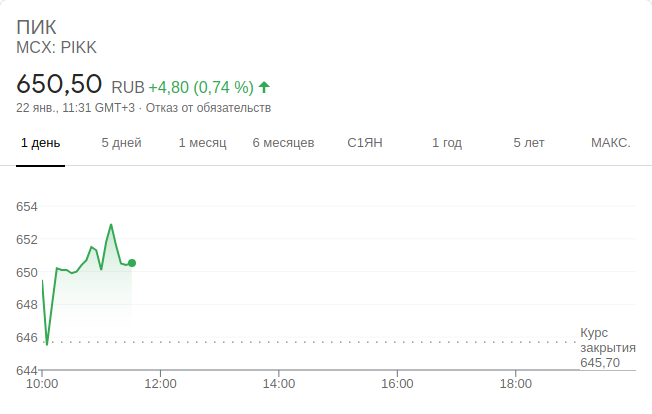 ПИК
MCX: PIKK
650,50 RUB +4,80 (0,74 %)
22 янв., 11:31 GMT+3 · Отказ от обязательств
1 день 5 дней 1 месяц 6 месяцев С1ЯН 1 год 5 лет МАКС.
654
652
650
648
646
Курс
закрытия
645,70
644
10:00 12:00 14:00 16:00 18:00